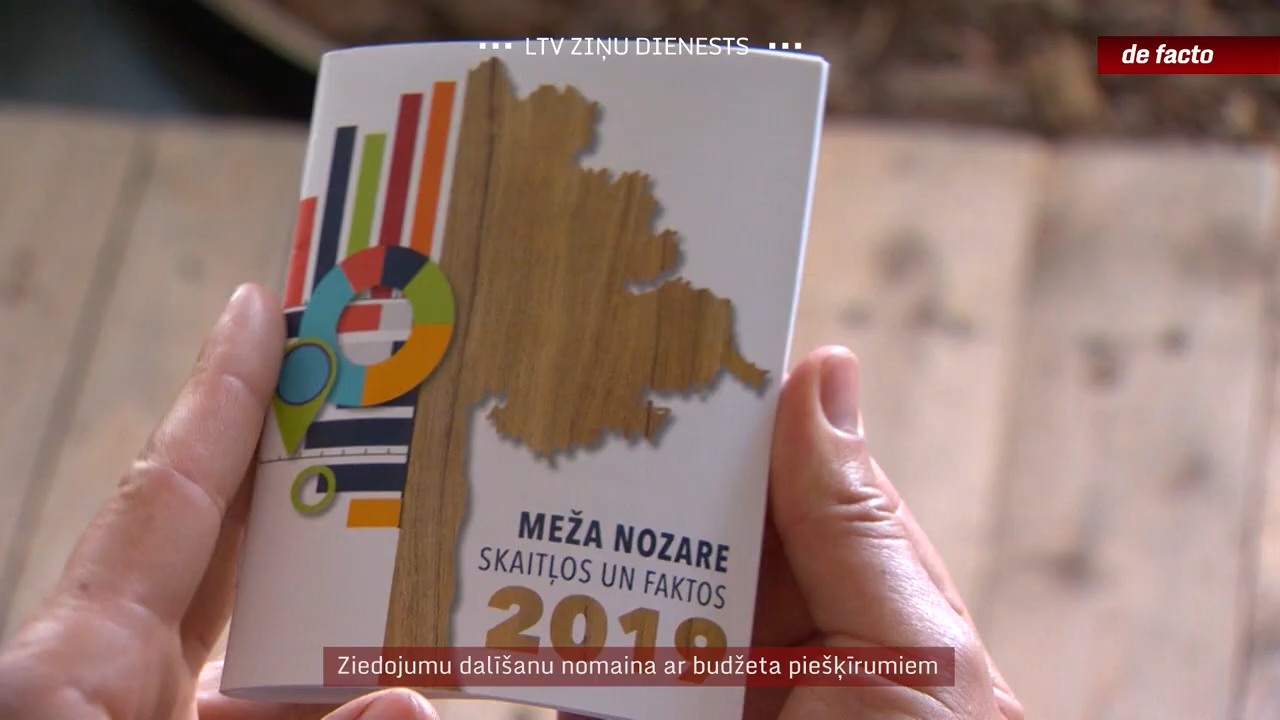 LTV ZIŅU DIENESTS
de facto
MEŽA NOZARE
SKAITĻOS UN FAKTOS
2019
Ziedojumu dalīšanu nomaina ar budžeta piešķīrumiem